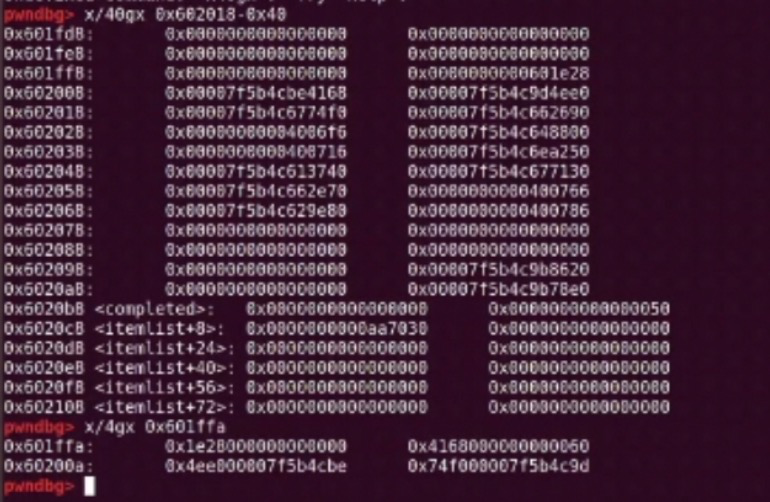 pwndbg> x/40gx 0x602018-0x40
0x601fd8: 0x0000000000000000 0x0000000000000000
0x601fe8: 0x0000000000000000 0x0000000000000000
0x601ff8: 0x0000000000000000 0x0000000000601e28
0x602008: 0x00007f5b4cbe4168 0x00007f5b4c9d4ee0
0x602018: 0x00007f5b4c6774f0 0x00007f5b4c662690
0x602028: 0x00000000004006f6 0x00007f5b4c648800
0x602038: 0x0000000000400716 0x00007f5b4c6ea250
0x602048: 0x00007f5b4c613740 0x00007f5b4c677130
0x602058: 0x00007f5b4c662e70 0x0000000000400766
0x602068: 0x00007f5b4c629e80 0x0000000000400786
0x602078: 0x0000000000000000 0x0000000000000000
0x602088: 0x0000000000000000 0x0000000000000000
0x602098: 0x0000000000000000 0x00007f5b4c9b8620
0x6020a8: 0x0000000000000000 0x00007f5b4c9b78e0
0x6020b8 <completed>: 0x0000000000000000 0x0000000000000050
0x6020c8 <itemlist+8>: 0x0000000000aa7030 0x0000000000000000
0x6020d8 <itemlist+24>: 0x0000000000000000 0x0000000000000000
0x6020e8 <itemlist+40>: 0x0000000000000000 0x0000000000000000
0x6020f8 <itemlist+56>: 0x0000000000000000 0x0000000000000000
0x602108 <itemlist+72>: 0x0000000000000000 0x0000000000000000
pwndbg> x/4gx 0x601ffa
0x601ffa: 0x1e28000000000000 0x4168000000000060
0x60200a: 0x4ee000007f5b4cbe 0x74f000007f5b4c9d
pwndbg>